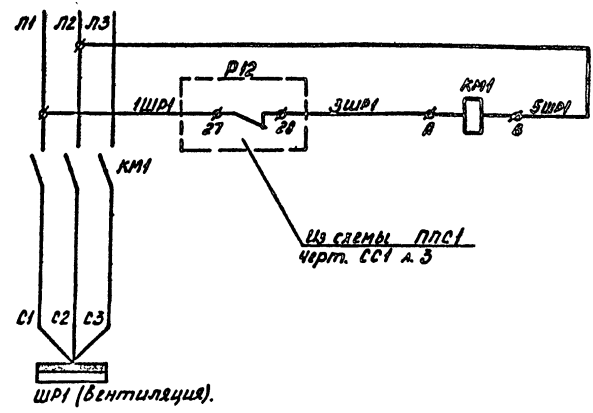 Л1 Л2 Л3
Р12
КМ1
1ШР1
3ШР1
5ШР1
27
28
А
В
КМ1
Из схемы ППС1
черт. СС1 л. 3
С1 С2 С3
ШР1 (Вентиляция).